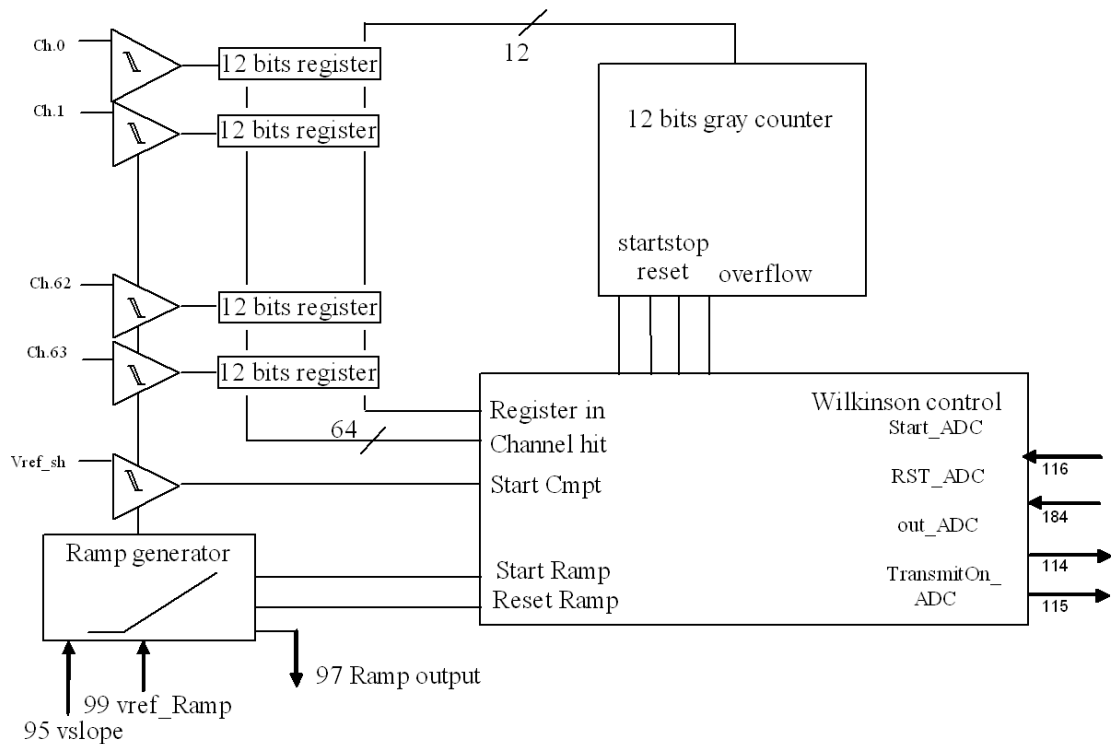 Ch.0
12 bits register
12
Ch.1
12 bits register
12 bits gray counter
startstop
reset
overflow
Ch.62
12 bits register
Ch.63
12 bits register
64
Register in
Channel hit
Start Cmpt
Wilkinson control
Start_ADC
116
RST_ADC
184
out_ADC
114
TransmitOn_
ADC
115
Vref_sh
Ramp generator
Start Ramp
Reset Ramp
97 Ramp output
99 vref_Ramp
95 vslope